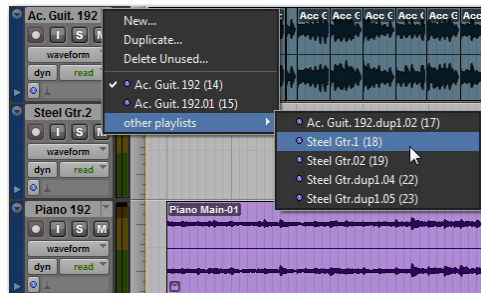 Ac. Guit. 192
I S M
waveform
dyn read
New...
Duplicate...
Delete Unused...
✓ Ac. Guit. 192 (14)
Ac. Guit. 192.01 (15)
other playlists
Acc G Acc G Acc G Acc G Acc G Acc
Ac. Guit. 192.dup1.02 (17)
Steel Gtr.1 (18)
Steel Gtr.02 (19)
Steel Gtr.dup1.04 (22)
Steel Gtr.dup1.05 (23)
Steel Gtr.2
I S M
waveform
dyn read
Piano 192
I S M
waveform
dyn read
Piano Main-01